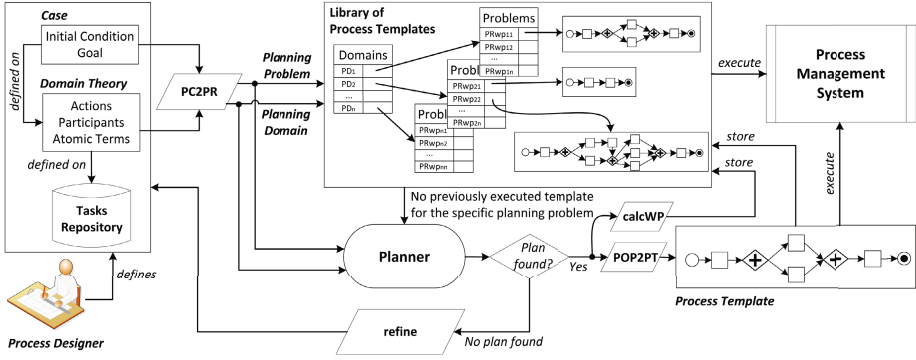 Case
Initial Condition
Goal
defined on
Domain Theory
Actions
Participants
Atomic Terms
defined on
Tasks
Repository
defines
Process Designer
PC2PR
Planning
Problem
Planning
Domain
Library of
Process Templates
Domains
PD1
PD2
...
PDn
Problems
PRwp11
PRwp12
...
PRwp1n
Probl
PRwp21
PRwp22
...
PRwp2n
Probl
PRwpn1
PRwpn2
...
PRwpnn
execute
Process
Management
System
store
store
execute
No previously executed template
for the specific planning problem
Planner
Plan
found?
Yes
calcWP
POP2PT
Process Template
No plan found
refine